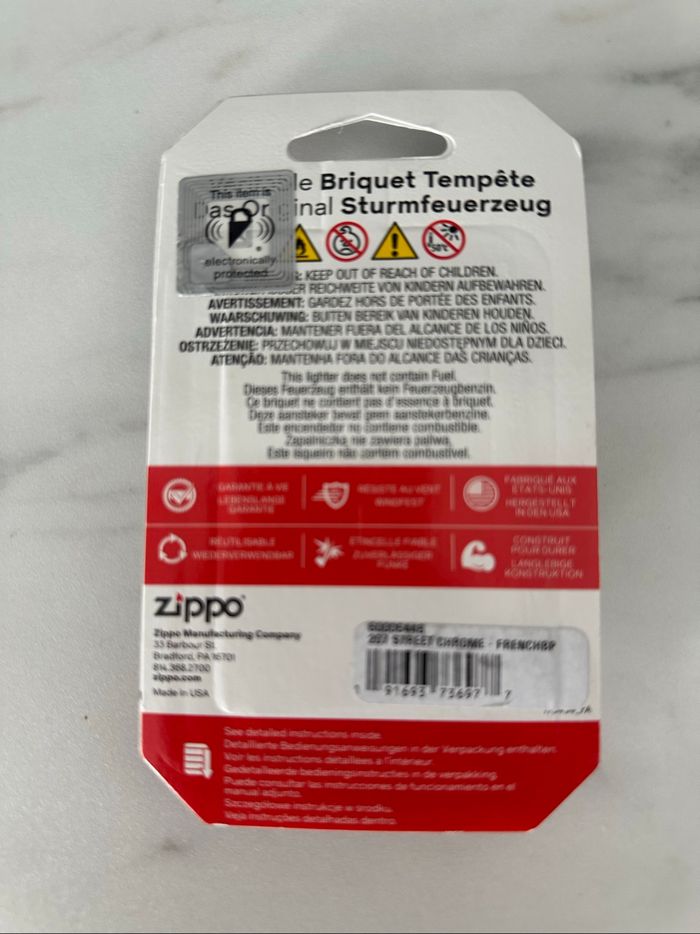 le Briquet Tempête
Das Or inal Sturmfeuerzeug
This item is
electronically
protected
50°C
KEEP OUT OF REACH OF CHILDREN.
REICHWEITE VON KINDERN AUFBEWAHREN.
AVERTISSEMENT: GARDEZ HORS DE PORTÉE DES ENFANTS.
WAARSCHUWING: BUITEN BEREIK VAN KINDEREN HOUDEN.
ADVERTENCIA: MANTENER FUERA DEL ALCANCE DE LOS NIÑOS.
OSTRZEŻENIE: PRZECHOWUJ W MIEJSCU NIEDOSTĘPNYM DLA DZIECI.
ATENÇÃO: MANTENHA FORA DO ALCANCE DAS CRIANÇAS.
This lighter does not contain Fuel.
Dieses Feuerzeug enthält kein Feuerzeugbenzin.
Ce briquet ne contient pas d'essence à briquet.
Deze aansteker bevat geen aanstekerbenzine.
Este encendedor no contiene combustible.
Zapalniczka nie zawiera paliwa.
Este isqueiro não contém combustível.
GARANTIE À VIE
LEBENSLANGE
GARANTIE
RÉSISTE AU VENT
WINDFEST
FABRIQUÉ AUX
ÉTATS-UNIS
HERGESTELLT
IN DEN USA
RÉUTILISABLE
WIEDERVERWENDBAR
ÉTINCELLE FIABLE
ZUVERLÄSSIGER
FUNKE
CONSTRUIT
POUR DURER
LANGLEBIGE
KONSTRUKTION
zippo
Zippo Manufacturing Company
33 Barbour St.
Bradford, PA 16701
814.368.2700
zippo.com
Made in USA
207 STREET CHROME - FRENCHBP
1 91693 73697 7
See detailed instructions inside.
Detaillierte Bedienungsanweisungen in der Verpackung enthalten.
Voir les instructions détaillées à l'intérieur.
Gedetailleerde bedieningsinstructies in de verpakking.
Puede consultar las instrucciones de funcionamiento en el
manual adjunto.
Szczegółowe instrukcje w środku.
Veja instruções detalhadas dentro.